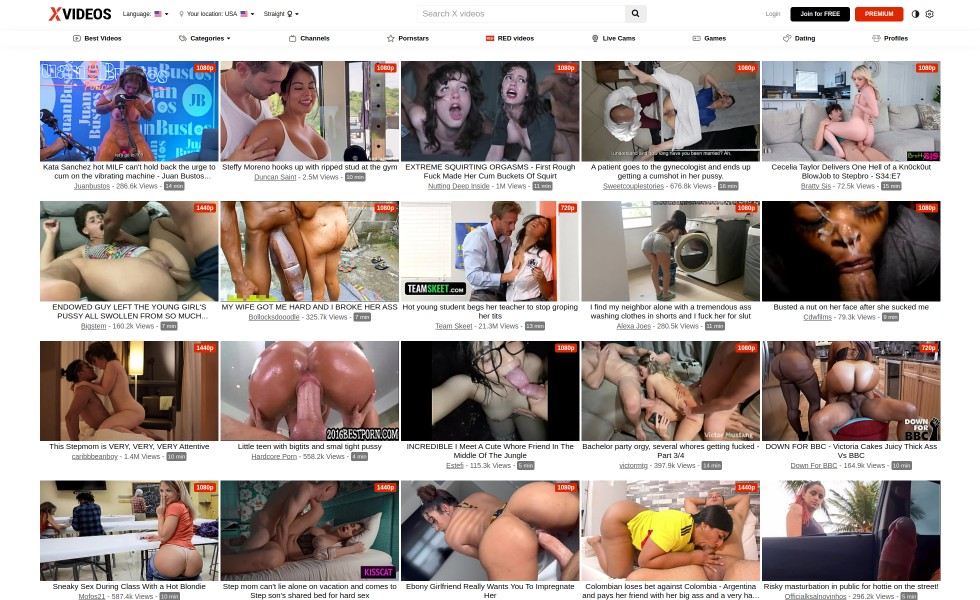 XVIDEOS
Language:
Your location: USA
Straight
Search X videos
Login
Join for FREE
PREMIUM
Best Videos
Categories
Channels
Pornstars
RED videos
Live Cams
Games
Dating
Profiles
1080p
1080p
1080p
1080p
Kata Sanchez hot MILF can't hold back the urge to
cum on the vibrating machine - Juan Bustos...
Juanbustos - 286.6k Views - 14 min
Steffy Moreno hooks up with ripped stud at the gym
Duncan Saint - 2.5M Views - 10 min
EXTREME SQUIRTING ORGASMS - First Rough
Fuck Made Her Cum Buckets Of Squirt
Nutting Deep Inside - 1M Views - 11 min
A patient goes to the gynecologist and ends up
getting a cumshot in her pussy.
Sweetcouplestories - 676.8k Views - 16 min
1080p
Cecelia Taylor Delivers One Hell of a Kn0ck0ut
BlowJob to Stepbro - S34:E7
Bratty Sis - 72.5k Views - 15 min
1440p
ENDOWED GUY LEFT THE YOUNG GIRL'S
PUSSY ALL SWOLLEN FROM SO MUCH...
Bigstem - 160.2k Views - 7 min
1080p
MY WIFE GOT ME HARD AND I BROKE HER ASS
Bollocksdooodle - 325.7k Views - 7 min
720p
TEAMSKEET.COM
Hot young student begs her teacher to stop groping
her tits
Team Skeet - 21.3M Views - 13 min
1080p
I find my neighbor alone with a tremendous ass
washing clothes in shorts and I fuck her for slut
Alexa Joes - 280.5k Views - 11 min
1080p
Busted a nut on her face after she sucked me
Cdwfilms - 79.3k Views - 9 min
1440p
This Stepmom is VERY, VERY, VERY Attentive
caribbbeanboy - 1.4M Views - 10 min
2016BESTPORN.COM
Little teen with bigtits and smal tight pussy
Hardcore Porn - 558.2k Views - 4 min
1080p
INCREDIBLE I Meet A Cute Whore Friend In The
Middle Of The Jungle
Estefi - 115.3k Views - 5 min
1080p
Victor Mustang
Bachelor party orgy, several whores getting fucked -
Part 3/4
victormtg - 397.9k Views - 14 min
720p
DOWN FOR BBC
DOWN FOR BBC - Victoria Cakes Juicy Thick Ass
Vs BBC
Down For BBC - 164.9k Views - 10 min
1080p
Sneaky Sex During Class With a Hot Blondie
Mofos21 - 587.4k Views - 10 min
1440p
KISSCAT
Step mom can't lie alone on vacation and comes to
Step son's shared bed for hard sex
1080p
Ebony Girlfriend Really Wants You To Impregnate
Her
1440p
Colombian loses bet against Colombia - Argentina
and pays her friend with her big ass and a very ha...
Risky masturbation in public for hottie on the street!
Officialksalnovinhos - 296.2k Views - 5 min